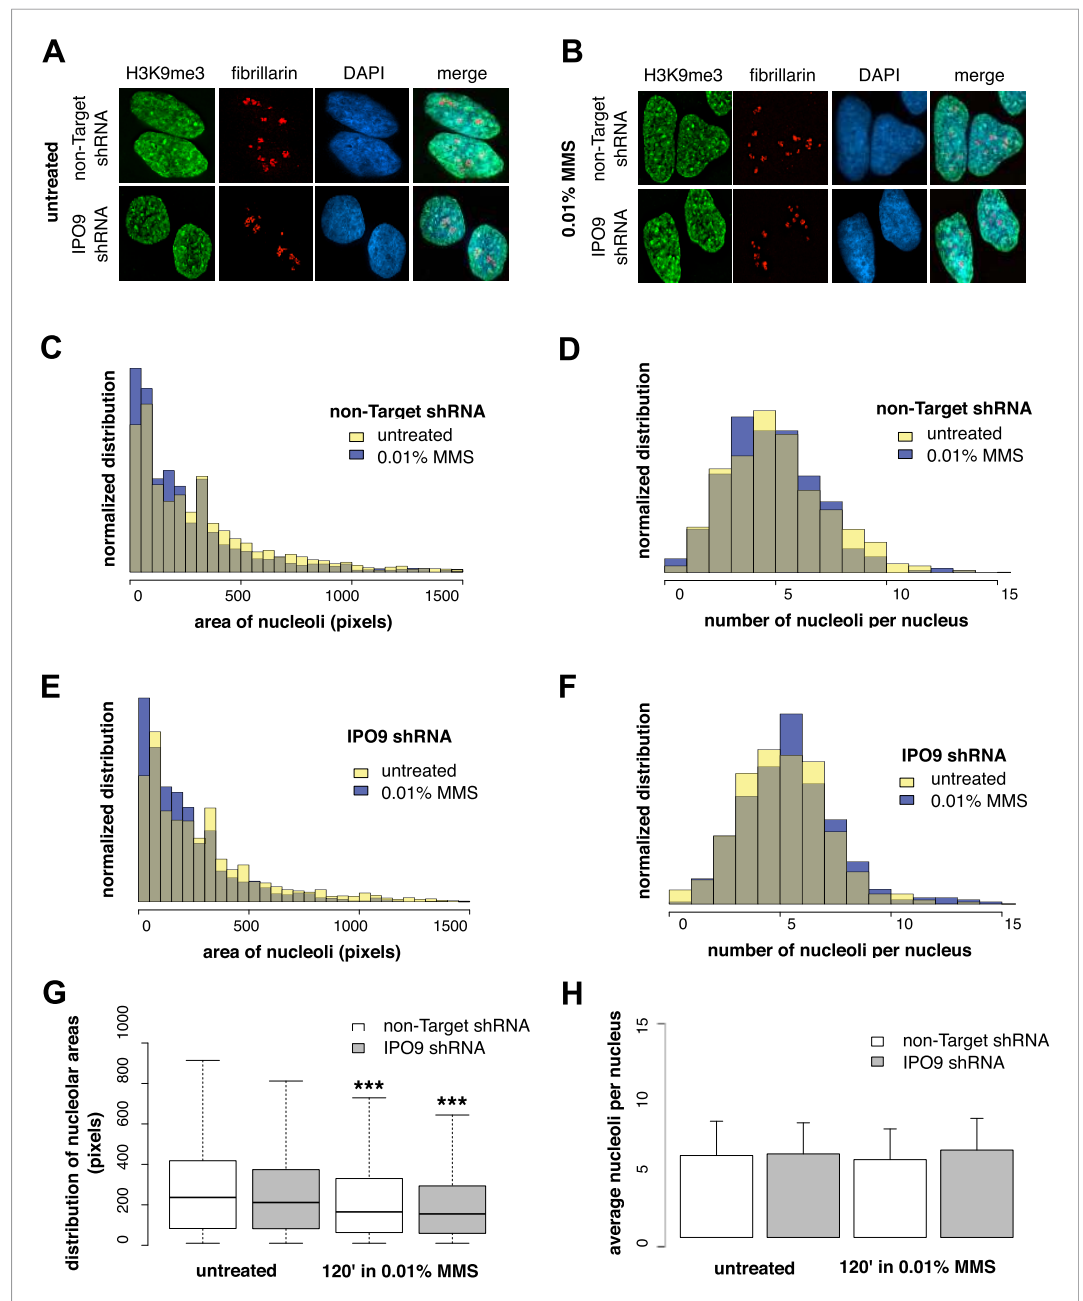 A
H3K9me3 fibrillarin DAPI merge
untreated
non-Target shRNA
IPO9 shRNA
B
H3K9me3 fibrillarin DAPI merge
0.01% MMS
non-Target shRNA
IPO9 shRNA
C
normalized distribution
non-Target shRNA
untreated
0.01% MMS
0 500 1000 1500
area of nucleoli (pixels)
D
normalized distribution
non-Target shRNA
untreated
0.01% MMS
0 5 10 15
number of nucleoli per nucleus
E
normalized distribution
IPO9 shRNA
untreated
0.01% MMS
0 500 1000 1500
area of nucleoli (pixels)
F
normalized distribution
IPO9 shRNA
untreated
0.01% MMS
0 5 10 15
number of nucleoli per nucleus
G
distribution of nucleolar areas
(pixels)
0 200 400 600 800 1000
non-Target shRNA
IPO9 shRNA
*** ***
untreated 120' in 0.01% MMS
H
average nucleoli per nucleus
0 5 10 15
non-Target shRNA
IPO9 shRNA
untreated 120' in 0.01% MMS